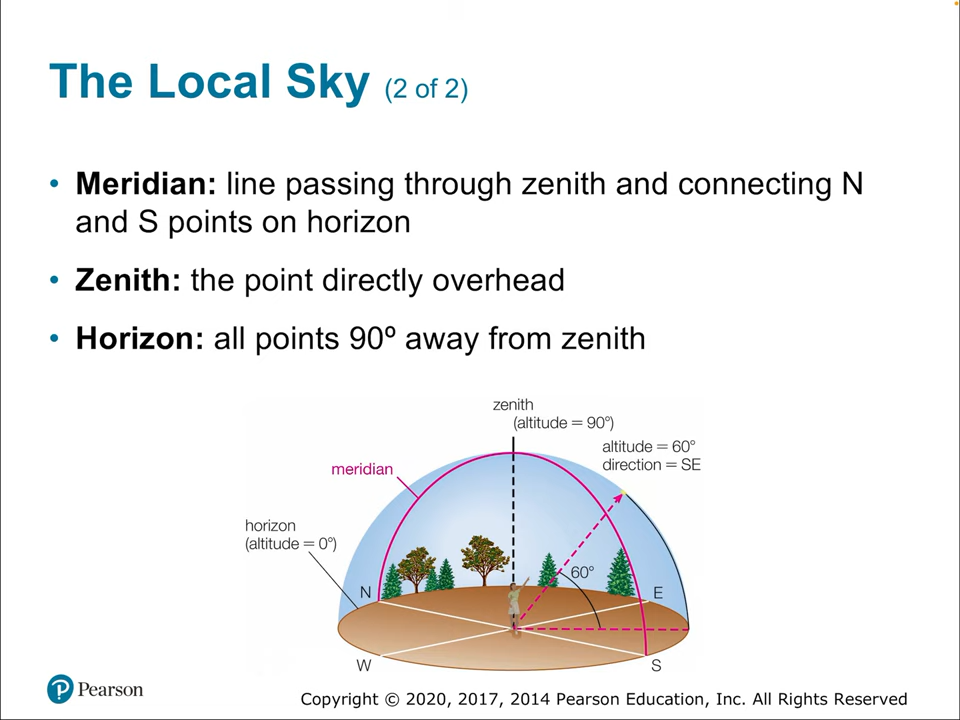 The Local Sky (2 of 2)
• Meridian: line passing through zenith and connecting N
and S points on horizon
• Zenith: the point directly overhead
• Horizon: all points 90º away from zenith
zenith
(altitude = 90°)
altitude = 60°
direction = SE
meridian
horizon
(altitude = 0°)
60°
N
E
W
S
P Pearson
Copyright © 2020, 2017, 2014 Pearson Education, Inc. All Rights Reserved